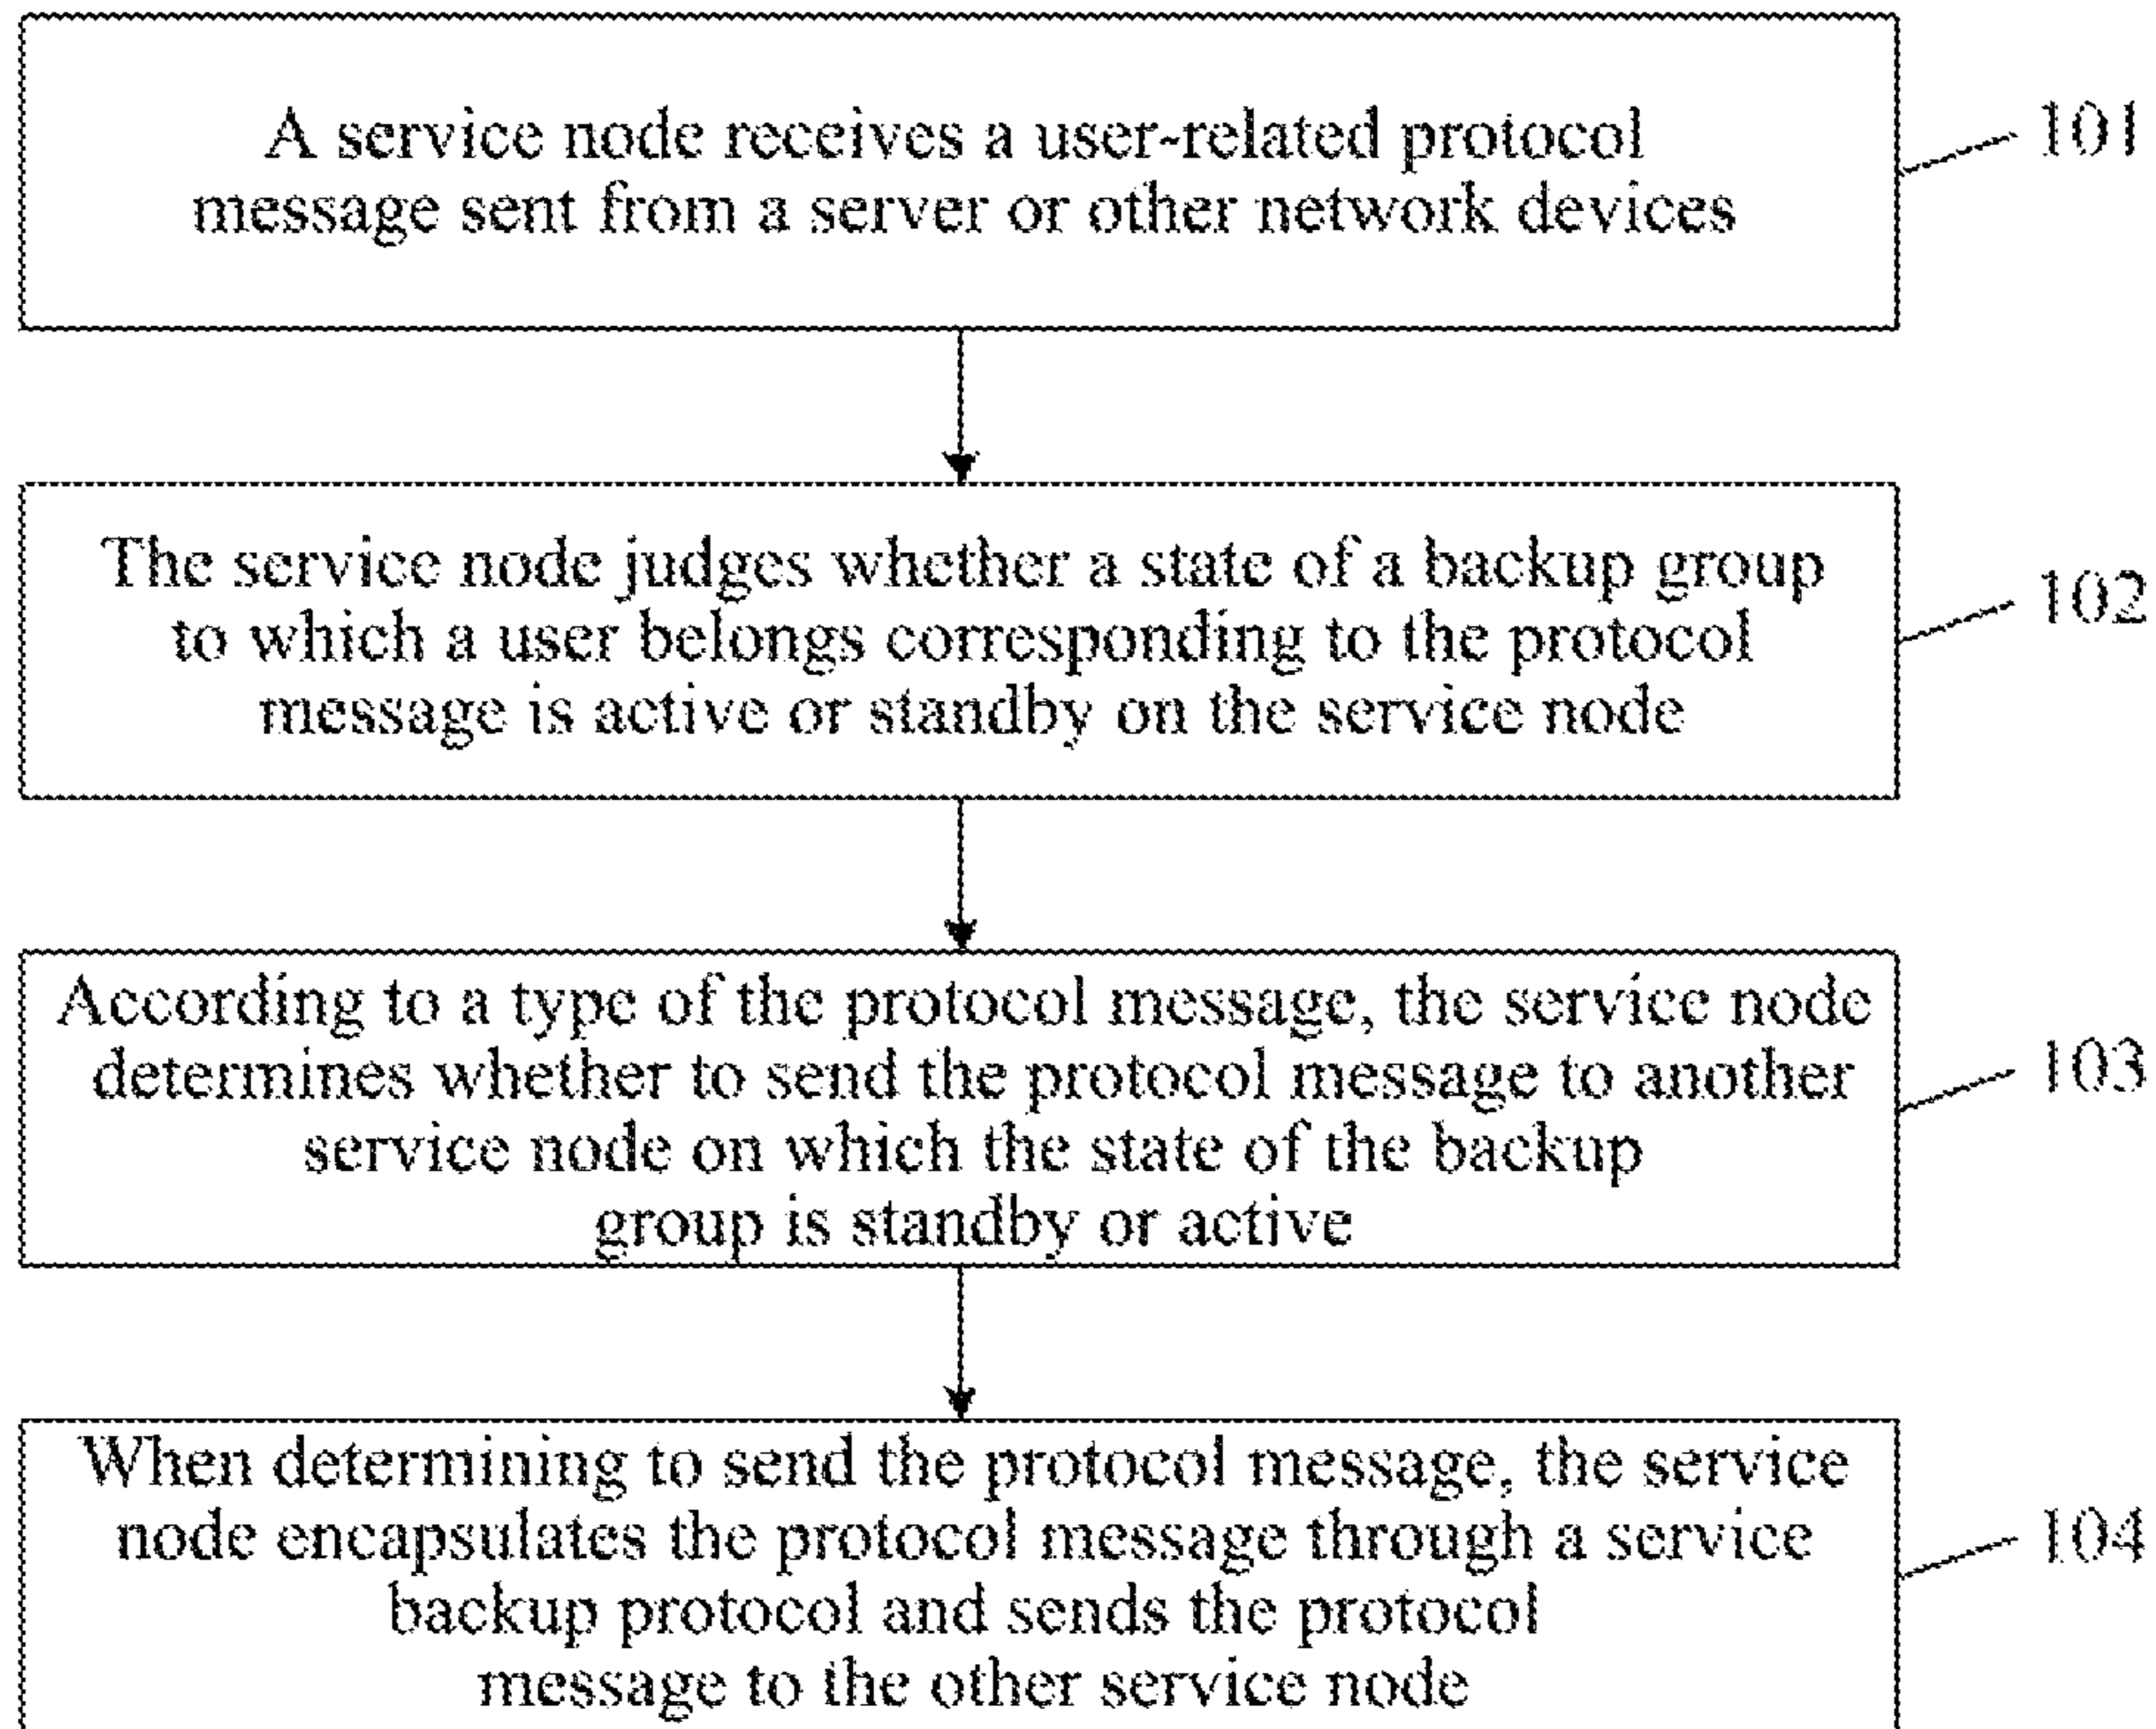 A service node receives a user-related protocol
message sent from a server or other network devices
101
The service node judges whether a state of a backup group
to which a user belongs corresponding to the protocol
message is active or standby on the service node
102
According to a type of the protocol message, the service node
determines whether to send the protocol message to another
service node on which the state of the backup
group is standby or active
103
When determining to send the protocol message, the service
node encapsulates the protocol message through a service
backup protocol and sends the protocol
message to the other service node
104